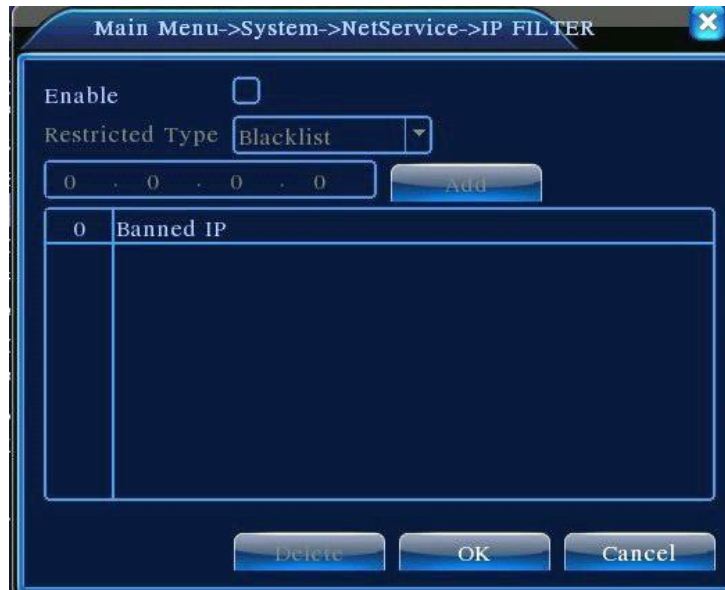 Main Menu->System->NetService->IP FILTER
Enable
Restricted Type Blacklist
0 . 0 . 0 . 0 Add
0 Banned IP
Delete OK Cancel